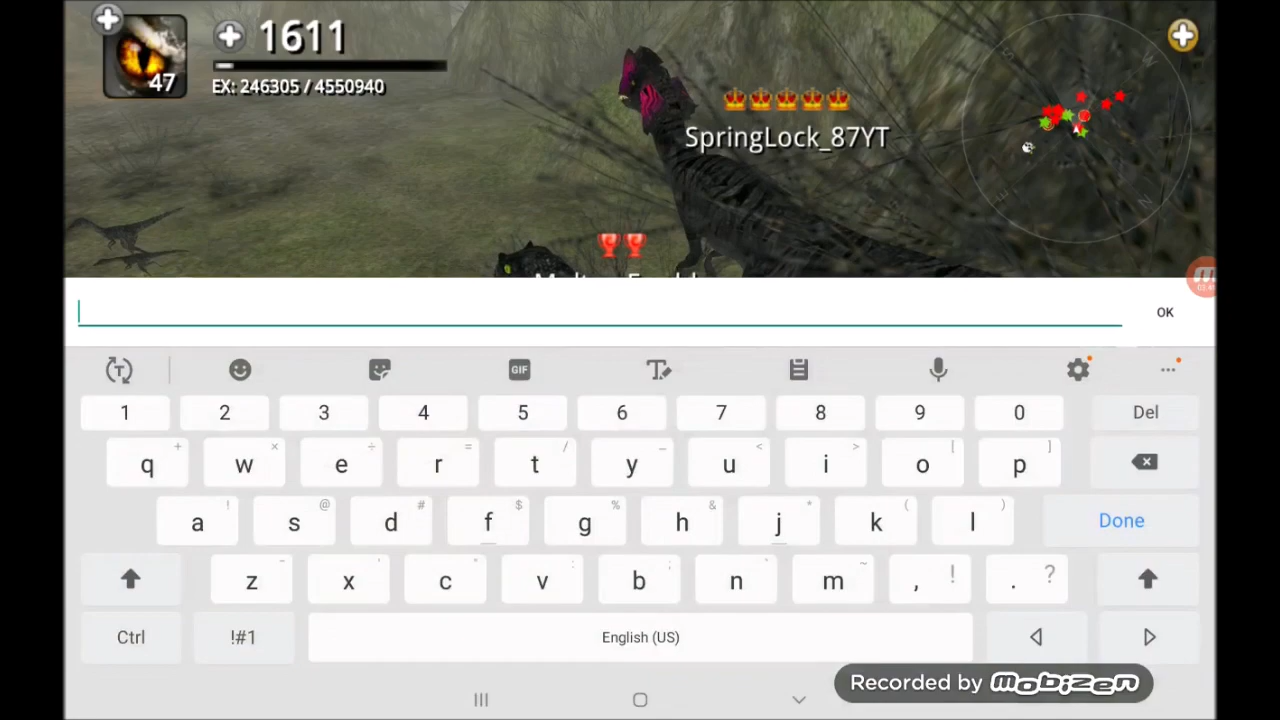 1611
47
EX: 246305 / 4550940
SpringLock_87YT
W
N
OK
GIF
1 2 3 4 5 6 7 8 9 0 Del
q + w × e ÷ r = t / y _ u < i > o [ p ]
a ! s @ d # f $ g % h & j * k ( l ) Done
z - x ' c " v : b ; n ` m ~ , ! . ?
Ctrl !#1 English (US)
Recorded by mobizen